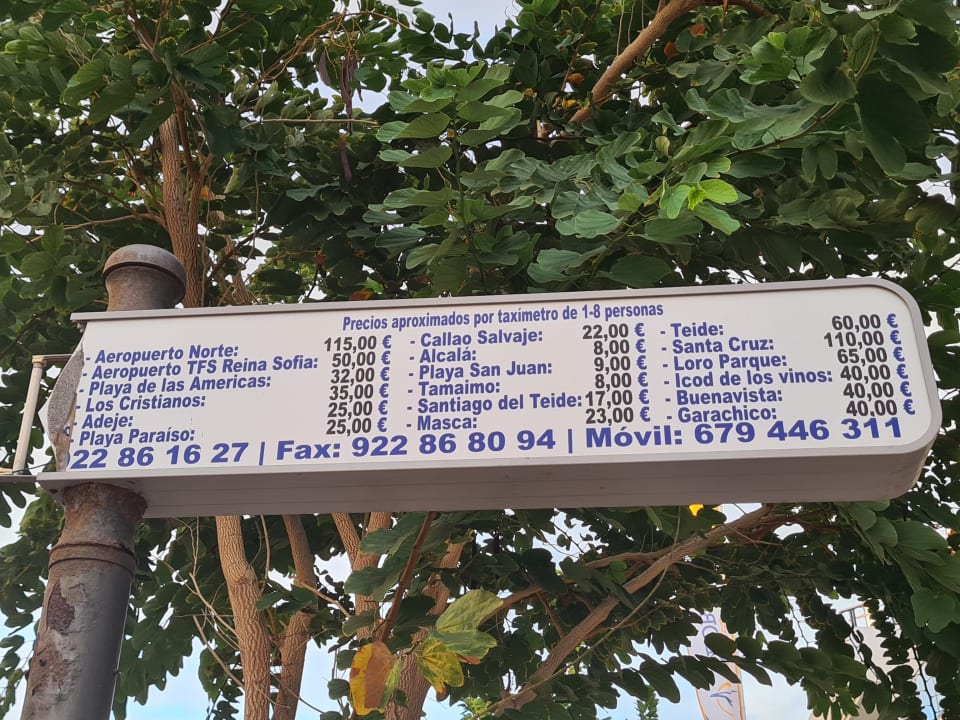 Precios aproximados por taxímetro de 1-8 personas
- Aeropuerto Norte: 115,00 €
- Aeropuerto TFS Reina Sofia: 50,00 €
- Playa de las Americas: 32,00 €
- Los Cristianos: 35,00 €
- Adeje: 25,00 €
- Playa Paraíso: 25,00 €
- Callao Salvaje: 22,00 €
- Alcalá: 8,00 €
- Playa San Juan: 9,00 €
- Tamaimo: 8,00 €
- Santiago del Teide: 17,00 €
- Masca: 23,00 €
- Teide: 60,00 €
- Santa Cruz: 110,00 €
- Loro Parque: 65,00 €
- Icod de los vinos: 40,00 €
- Buenavista: 40,00 €
- Garachico: 40,00 €
22 86 16 27 | Fax: 922 86 80 94 | Móvil: 679 446 311